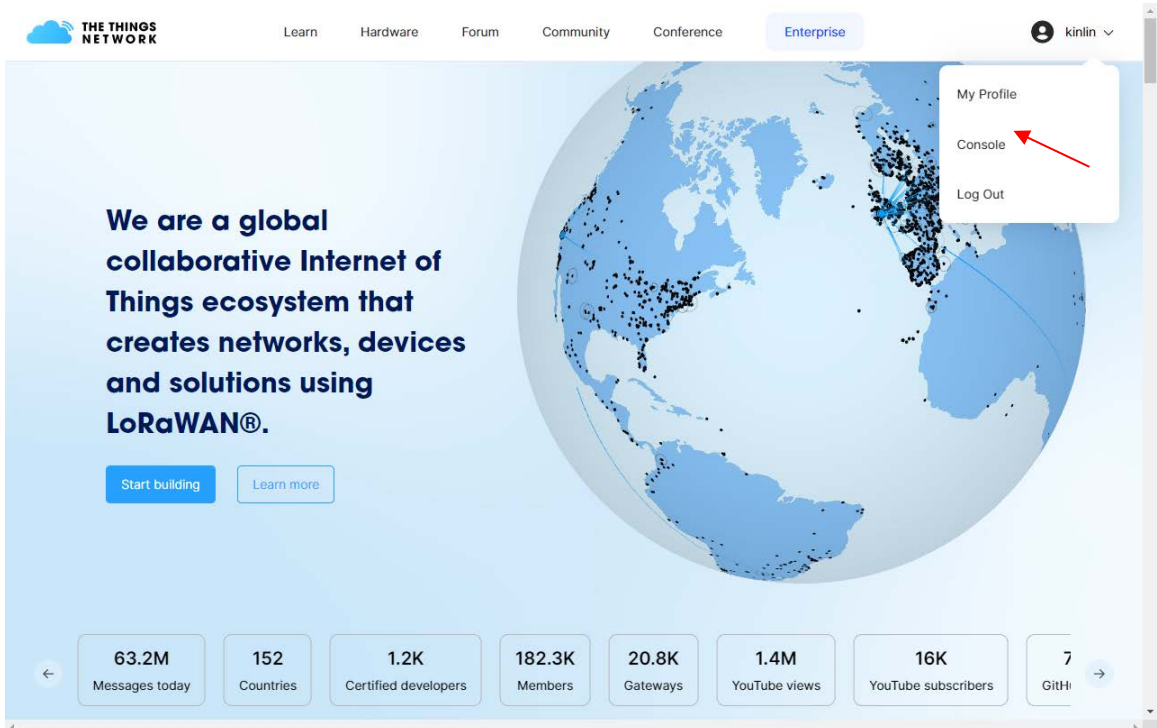 THE THINGS
NETWORK
Learn
Hardware
Forum
Community
Conference
Enterprise
kinlin
My Profile
Console
Log Out
We are a global
collaborative Internet of
Things ecosystem that
creates networks, devices
and solutions using
LoRaWAN®.
Start building
Learn more
63.2M
Messages today
152
Countries
1.2K
Certified developers
182.3K
Members
20.8K
Gateways
1.4M
YouTube views
16K
YouTube subscribers